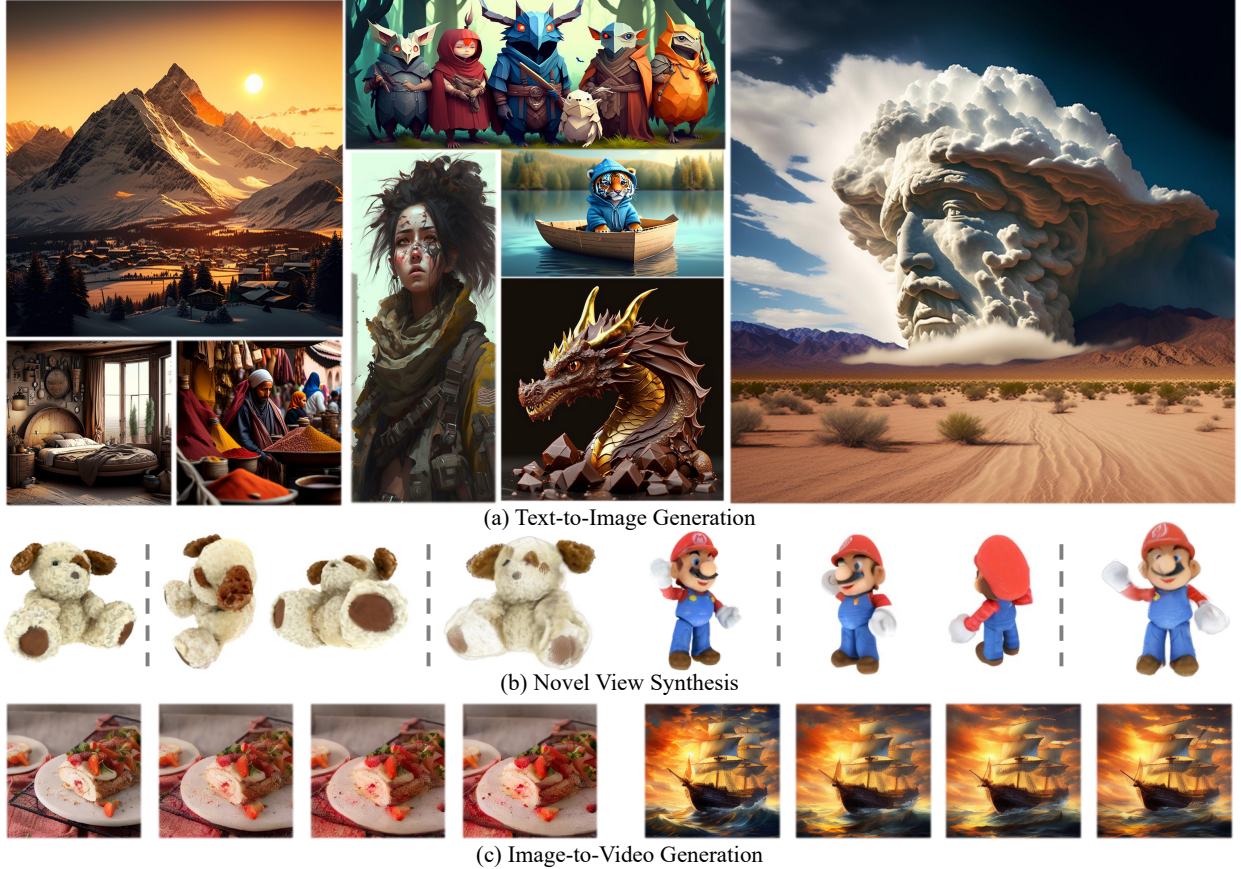 (a) Text-to-Image Generation
(b) Novel View Synthesis
(c) Image-to-Video Generation